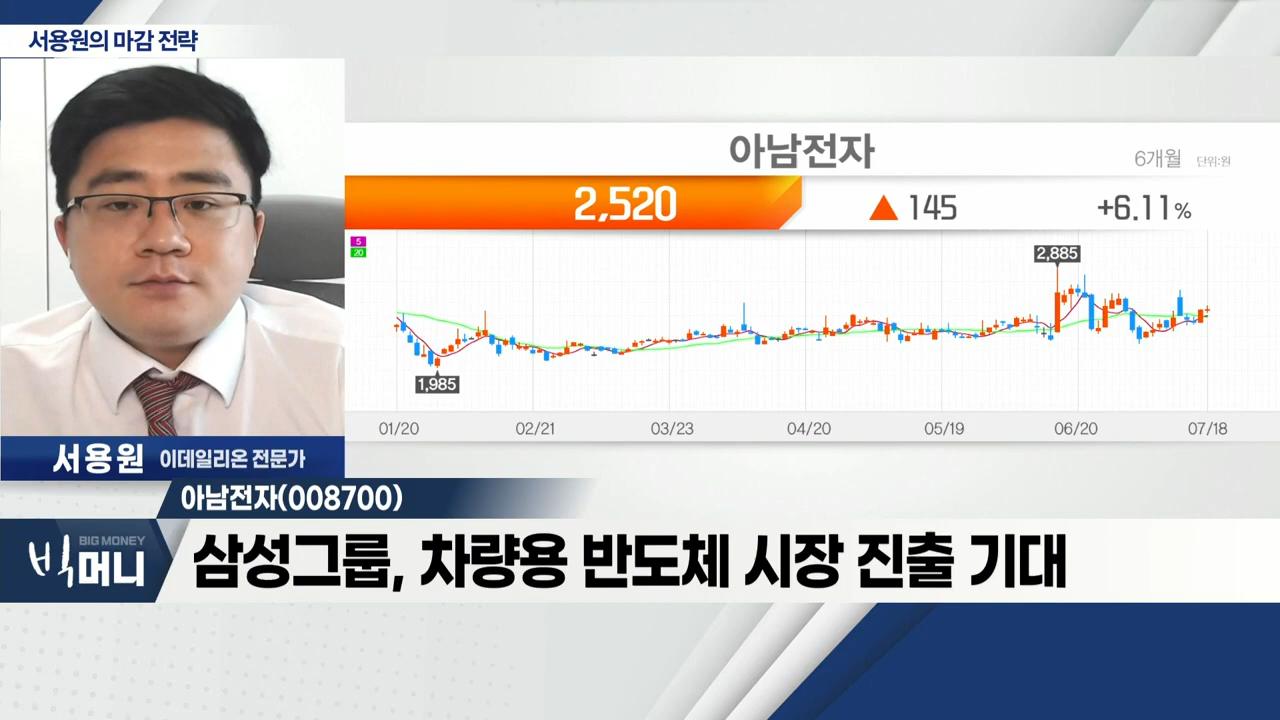 서용원의 마감 전략
아남전자
6개월 단위:원
2,520 ▲ 145 +6.11%
5
20
2,885
1,985
01/20 02/21 03/23 04/20 05/19 06/20 07/18
서용원 이데일리온 전문가
아남전자(008700)
BIG MONEY
빅머니
삼성그룹, 차량용 반도체 시장 진출 기대